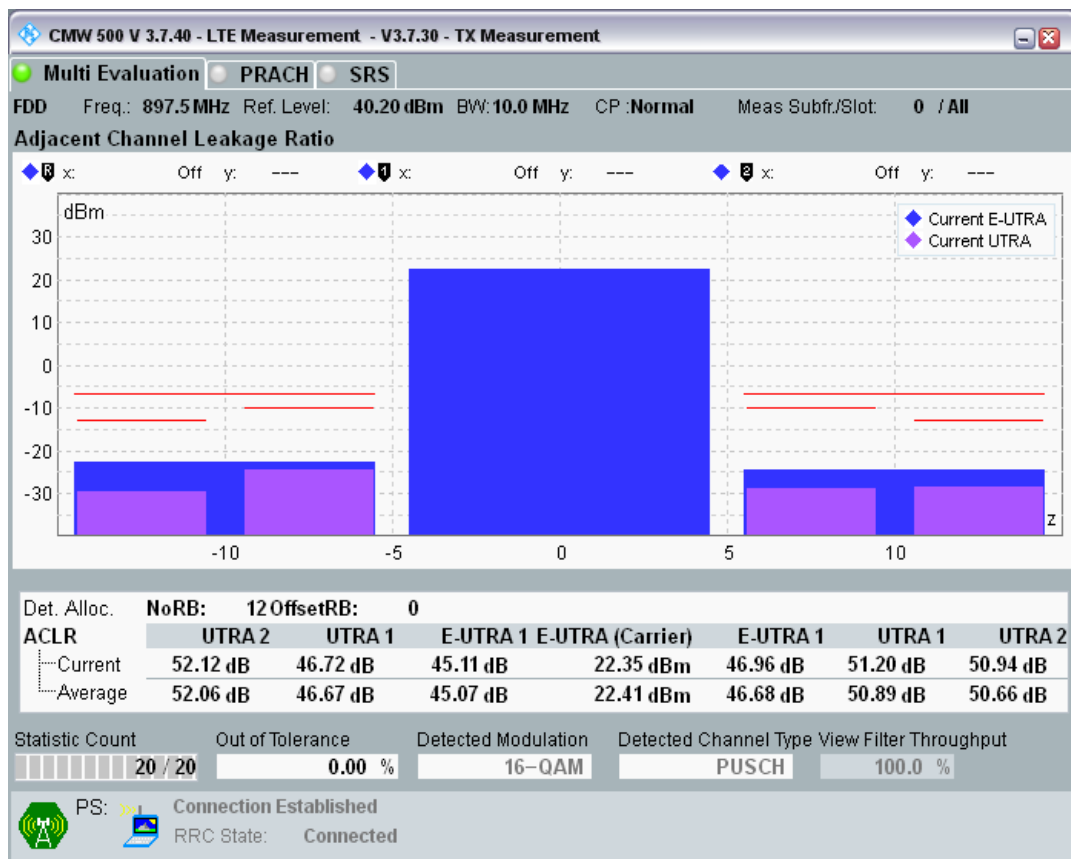 CMW 500 V 3.7.40 - LTE Measurement - V3.7.30 - TX Measurement
Multi Evaluation PRACH SRS
FDD Freq.: 897.5 MHz Ref. Level: 40.20 dBm BW: 10.0 MHz CP :Normal Meas Subfr./Slot: 0 / All
Adjacent Channel Leakage Ratio
R x: Off y: --- 1 x: Off y: --- 2 x: Off y: ---
dBm
Current E-UTRA
Current UTRA
30
20
10
0
-10
-20
-30
z
-10 -5 0 5 10
Det. Alloc. NoRB: 12 OffsetRB: 0
ACLR UTRA 2 UTRA 1 E-UTRA 1 E-UTRA (Carrier) E-UTRA 1 UTRA 1 UTRA 2
Current 52.12 dB 46.72 dB 45.11 dB 22.35 dBm 46.96 dB 51.20 dB 50.94 dB
Average 52.06 dB 46.67 dB 45.07 dB 22.41 dBm 46.68 dB 50.89 dB 50.66 dB
Statistic Count Out of Tolerance Detected Modulation Detected Channel Type View Filter Throughput
20 / 20 0.00 % 16-QAM PUSCH 100.0 %
PS: Connection Established
RRC State: Connected